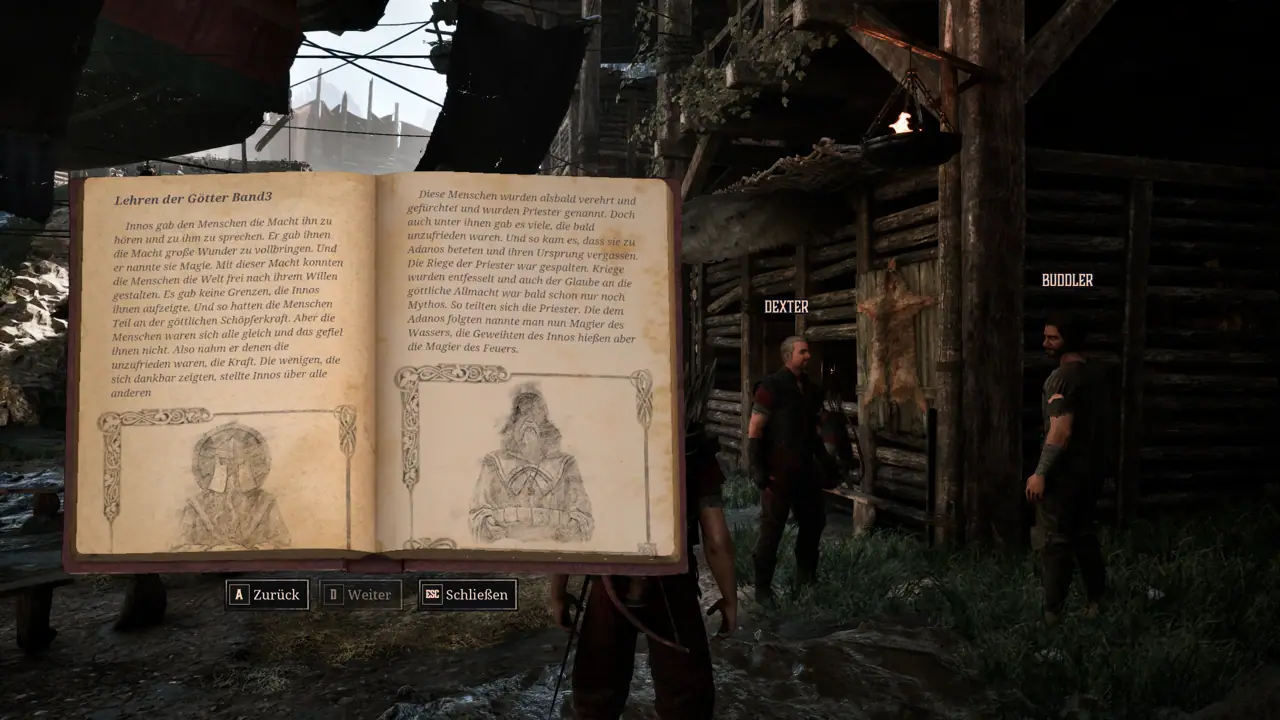 Lehren der Götter Band3
Innos gab den Menschen die Macht ihn zu
hören und zu ihm zu sprechen. Er gab ihnen
die Macht große Wunder zu vollbringen. Und
er nannte sie Magie. Mit dieser Macht konnten
die Menschen die Welt frei nach ihrem Willen
gestalten. Es gab keine Grenzen, die Innos
ihnen aufzeigte. Und so hatten die Menschen
Teil an der göttlichen Schöpferkraft. Aber die
Menschen waren sich alle gleich und das gefiel
ihnen nicht. Also nahm er denen die
unzufrieden waren, die Kraft. Die wenigen, die
sich dankbar zeigten, stellte Innos über alle
anderen
Diese Menschen wurden alsbald verehrt und
gefürchtet und wurden Priester genannt. Doch
auch unter ihnen gab es viele, die bald
unzufrieden waren. Und so kam es, dass sie zu
Adanos beteten und ihren Ursprung vergassen.
Die Riege der Priester war gespalten. Kriege
wurden entfesselt und auch der Glaube an die
göttliche Allmacht war bald schon nur noch
Mythos. So teilten sich die Priester. Die dem
Adanos folgten nannte man nun Magier des
Wassers, die Geweihten des Innos hießen aber
die Magier des Feuers.
DEXTER
BUDDLER
A Zurück
D Weiter
ESC Schließen